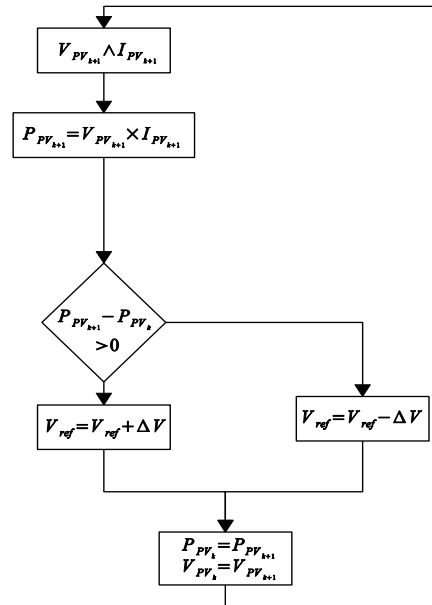 V_{PV_{k+1}} ∧ I_{PV_{k+1}}
P_{PV_{k+1}} = V_{PV_{k+1}} × I_{PV_{k+1}}
P_{PV_{k+1}} − P_{PV_k}
>0
V_{ref} = V_{ref} + Δ V
V_{ref} = V_{ref} − Δ V
P_{PV_k} = P_{PV_{k+1}}
V_{PV_k} = V_{PV_{k+1}}